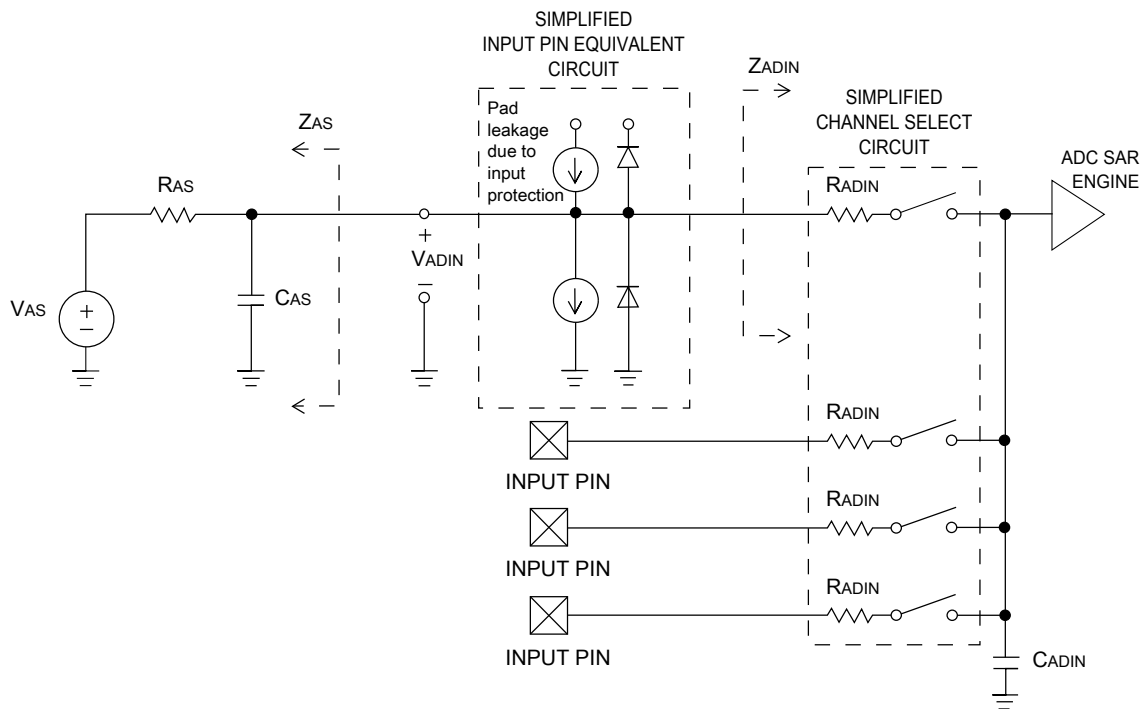 SIMPLIFIED
INPUT PIN EQUIVALENT
CIRCUIT
ZADIN
SIMPLIFIED
CHANNEL SELECT
CIRCUIT
Pad
leakage
due to
input
protection
ZAS
ADC SAR
ENGINE
RAS
RADIN
+
VADIN
−
CAS
VAS
+
−
RADIN
INPUT PIN
RADIN
INPUT PIN
RADIN
INPUT PIN
CADIN